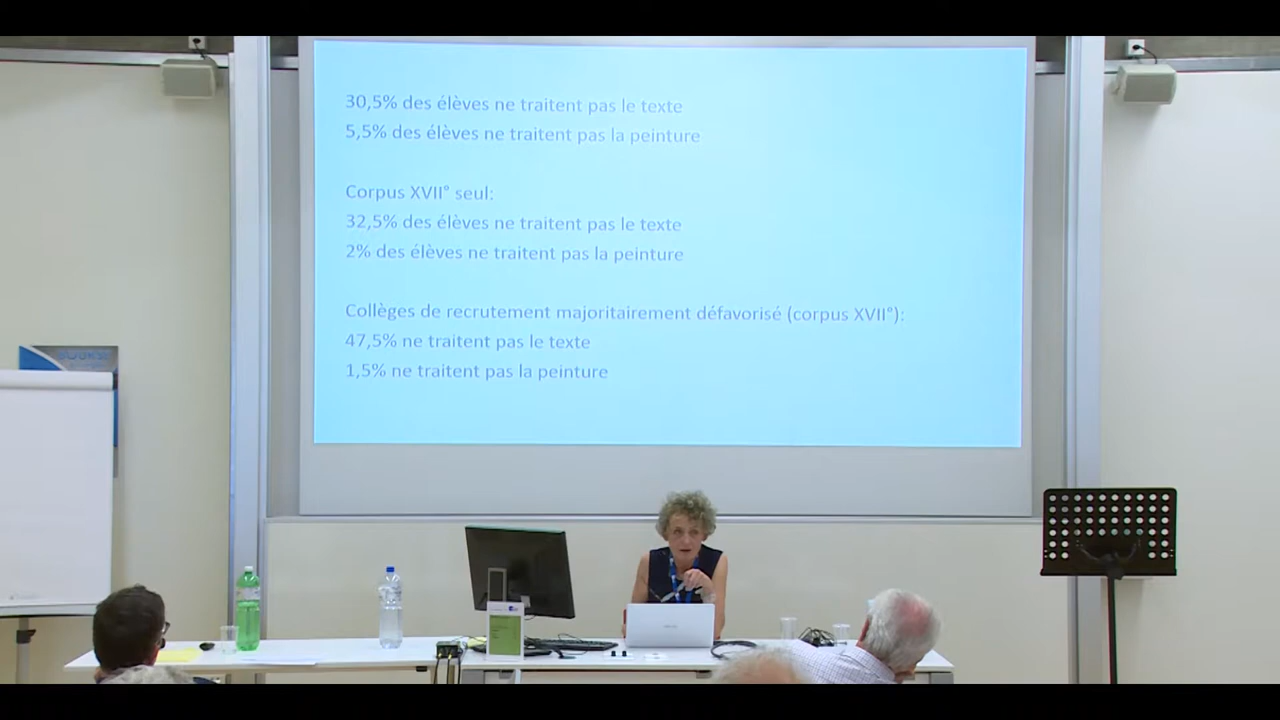 30,5% des élèves ne traitent pas le texte
5,5% des élèves ne traitent pas la peinture
Corpus XVII° seul:
32,5% des élèves ne traitent pas le texte
2% des élèves ne traitent pas la peinture
Collèges de recrutement majoritairement défavorisé (corpus XVII°):
47,5% ne traitent pas le texte
1,5% ne traitent pas la peinture